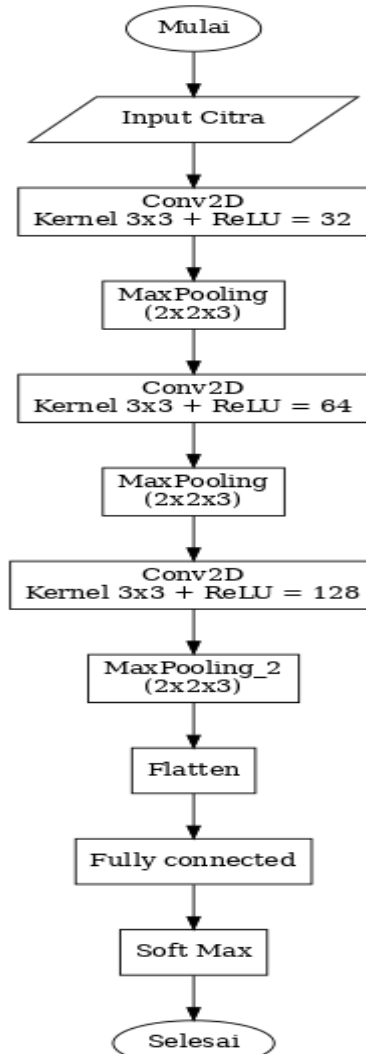 Mulai
Input Citra
Conv2D
Kernel 3x3 + ReLU = 32
MaxPooling
(2x2x3)
Conv2D
Kernel 3x3 + ReLU = 64
MaxPooling
(2x2x3)
Conv2D
Kernel 3x3 + ReLU = 128
MaxPooling_2
(2x2x3)
Flatten
Fully connected
Soft Max
Selesai